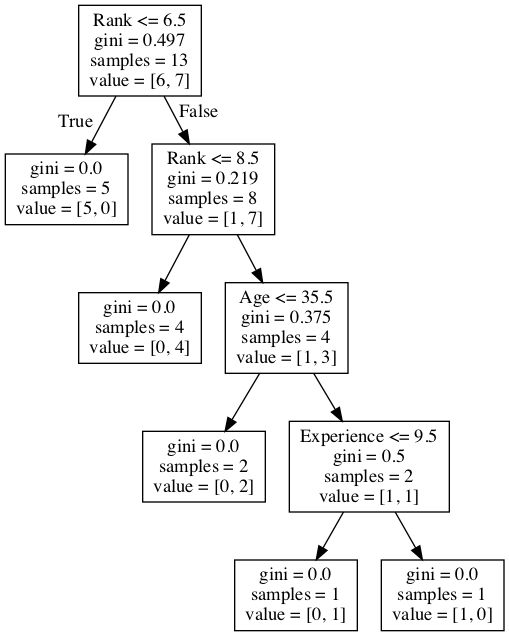 Rank <= 6.5
gini = 0.497
samples = 13
value = [6, 7]
True
False
gini = 0.0
samples = 5
value = [5, 0]
Rank <= 8.5
gini = 0.219
samples = 8
value = [1, 7]
gini = 0.0
samples = 4
value = [0, 4]
Age <= 35.5
gini = 0.375
samples = 4
value = [1, 3]
gini = 0.0
samples = 2
value = [0, 2]
Experience <= 9.5
gini = 0.5
samples = 2
value = [1, 1]
gini = 0.0
samples = 1
value = [0, 1]
gini = 0.0
samples = 1
value = [1, 0]